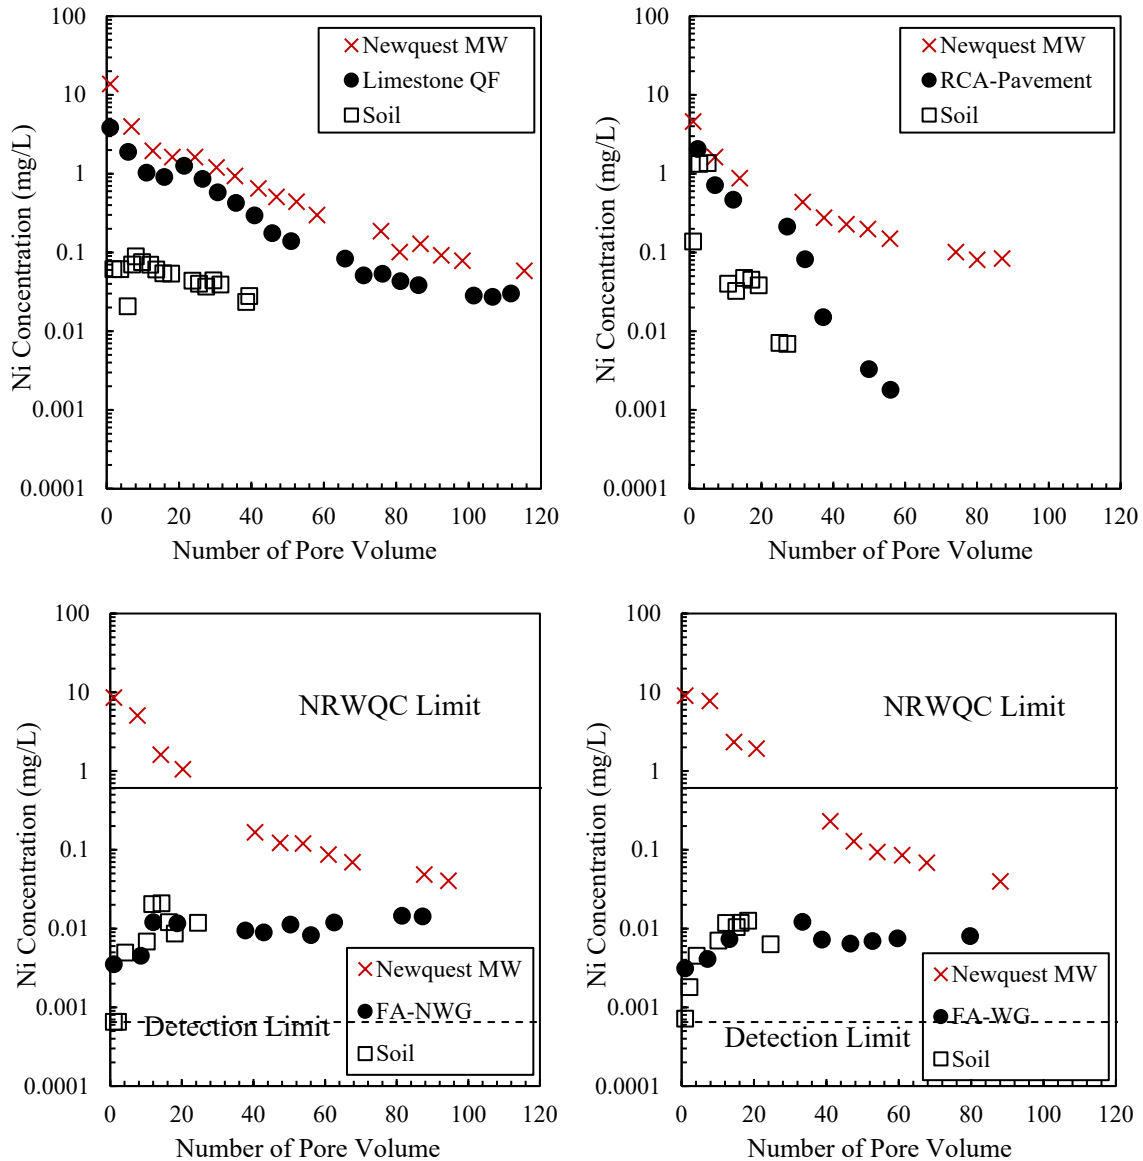 100
10
1
0.1
0.01
0.001
0.0001
Ni Concentration (mg/L)
Newquest MW
Limestone QF
Soil
0 20 40 60 80 100 120
Number of Pore Volume
100
10
1
0.1
0.01
0.001
0.0001
Ni Concentration (mg/L)
Newquest MW
RCA-Pavement
Soil
0 20 40 60 80 100 120
Number of Pore Volume
100
10
1
0.1
0.01
0.001
0.0001
Ni Concentration (mg/L)
NRWQC Limit
Detection Limit
Newquest MW
FA-NWG
Soil
0 20 40 60 80 100 120
Number of Pore Volume
100
10
1
0.1
0.01
0.001
0.0001
Ni Concentration (mg/L)
NRWQC Limit
Detection Limit
Newquest MW
FA-WG
Soil
0 20 40 60 80 100 120
Number of Pore Volume